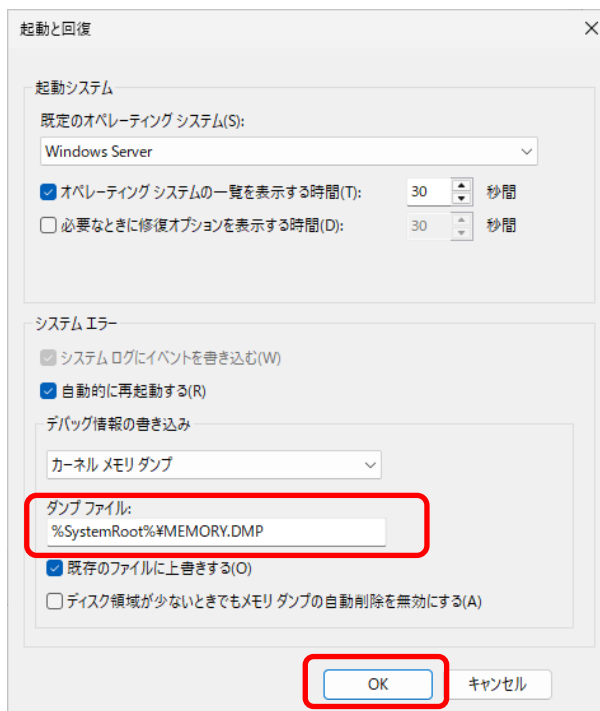 起動と回復
起動システム
既定のオペレーティング システム(S):
Windows Server
オペレーティング システムの一覧を表示する時間(T): 30 秒間
必要なときに修復オプションを表示する時間(D): 30 秒間
システム エラー
システム ログにイベントを書き込む(W)
自動的に再起動する(R)
デバッグ情報の書き込み
カーネル メモリ ダンプ
ダンプ ファイル:
%SystemRoot%¥MEMORY.DMP
既存のファイルに上書きする(O)
ディスク領域が少ないときでもメモリ ダンプの自動削除を無効にする(A)
OK キャンセル